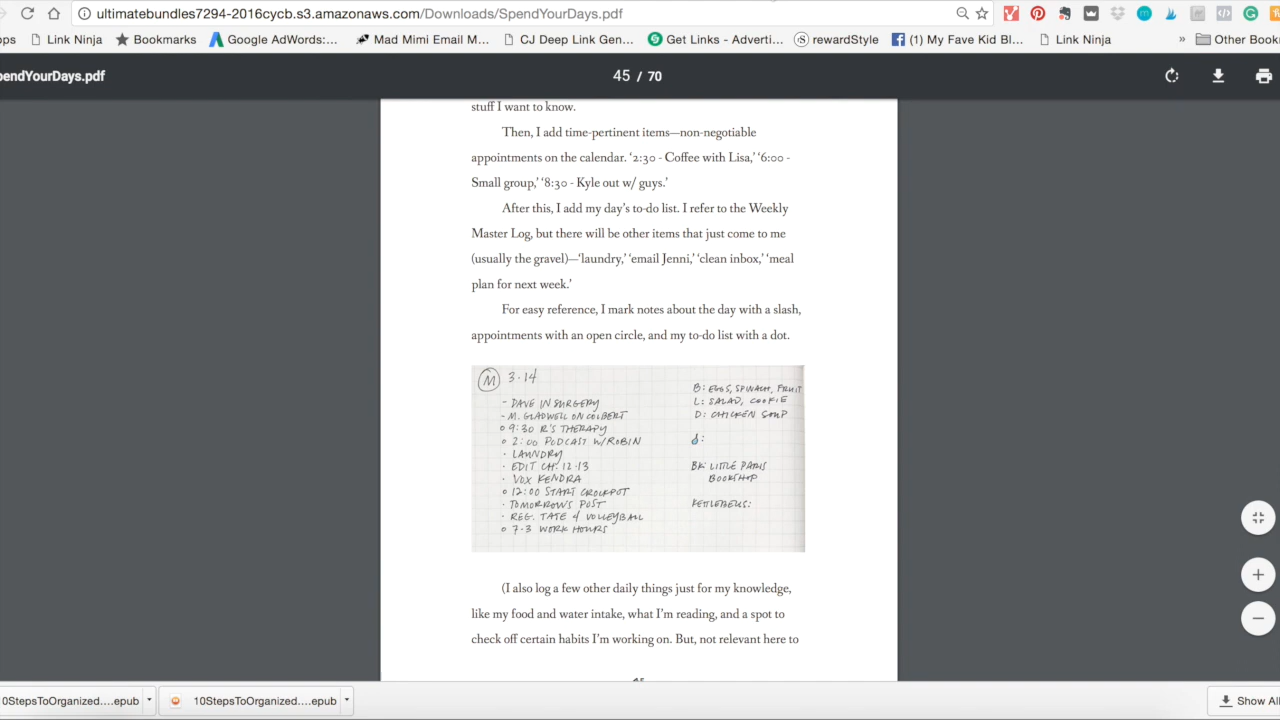 ultimatebundles7294-2016cycb.s3.amazonaws.com/Downloads/SpendYourDays.pdf
ops Link Ninja Bookmarks Google AdWords:... Mad Mimi Email M... CJ Deep Link Gen... Get Links - Adverti... rewardStyle (1) My Fave Kid Bl... Link Ninja » Other Book
pendYourDays.pdf 45 / 70
stuff I want to know.
Then, I add time-pertinent items—non-negotiable
appointments on the calendar. ‘2:30 - Coffee with Lisa,’ ‘6:00 -
Small group,’ ‘8:30 - Kyle out w/ guys.’
After this, I add my day’s to-do list. I refer to the Weekly
Master Log, but there will be other items that just come to me
(usually the gravel)—‘laundry,’ ‘email Jenni,’ ‘clean inbox,’ ‘meal
plan for next week.’
For easy reference, I mark notes about the day with a slash,
appointments with an open circle, and my to-do list with a dot.
M 3·14
- DAVE IN SURGERY
- M. GLADWELL ON COLBERT
o 9:30 R'S THERAPY
o 2:00 PODCAST W/ROBIN
· LAUNDRY
· EDIT CH. 12-13
· VOX KENDRA
o 12:00 START CROCKPOT
· TOMORROW'S POST
· REG. TATE 4 VOLLEYBALL
o 7-3 WORK HOURS
B: EGGS, SPINACH, FRUIT
L: SALAD, COOKIE
D: CHICKEN SOUP
BK: LITTLE PARIS
BOOKSHOP
KETTLEBELLS:
(I also log a few other daily things just for my knowledge,
like my food and water intake, what I’m reading, and a spot to
check off certain habits I’m working on. But, not relevant here to
0StepsToOrganized....epub 10StepsToOrganized....epub Show All